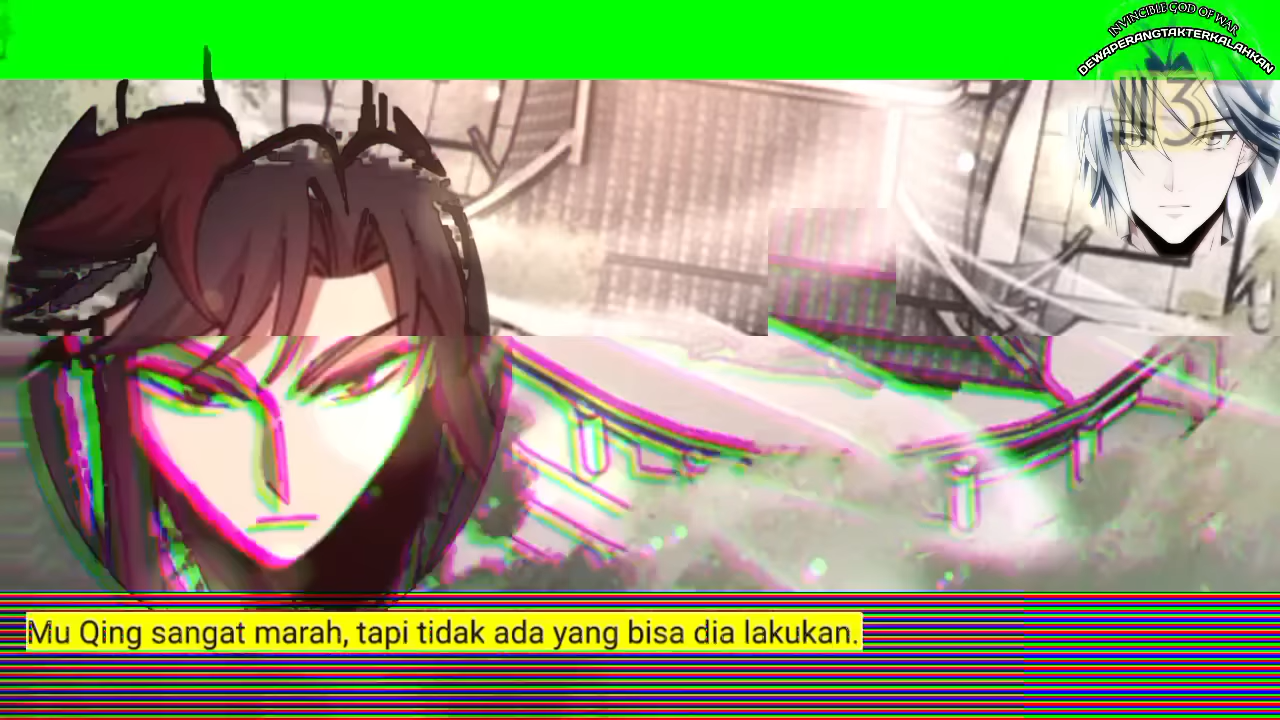 INVINCIBLE GOD OF WAR
DEWAPERANGTAKTERKALAHKAN
Mu Qing sangat marah, tapi tidak ada yang bisa dia lakukan.